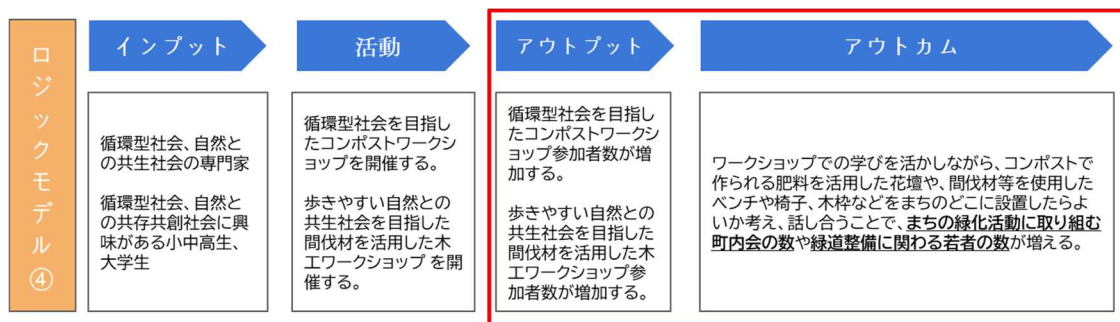 ロジックモデル④
インプット
活動
アウトプット
アウトカム
循環型社会、自然と
の共生社会の専門家
循環型社会、自然と
の共存共創社会に興
味がある小中高生、
大学生
循環型社会を目指し
たコンポストワークシ
ョップを開催する。
歩きやすい自然との
共生社会を目指した
間伐材を活用した木
工ワークショップ を開
催する。
循環型社会を目指し
たコンポストワークシ
ョップ参加者数が増
加する。
歩きやすい自然との
共生社会を目指した
間伐材を活用した木
工ワークショップ参
加者数が増加する。
ワークショップでの学びを活かしながら、コンポストで
作られる肥料を活用した花壇や、間伐材等を使用した
ベンチや椅子、木枠などをまちのどこに設置したらよ
いか考え、話し合うことで、まちの緑化活動に取り組む
町内会の数や緑道整備に関わる若者の数が増える。